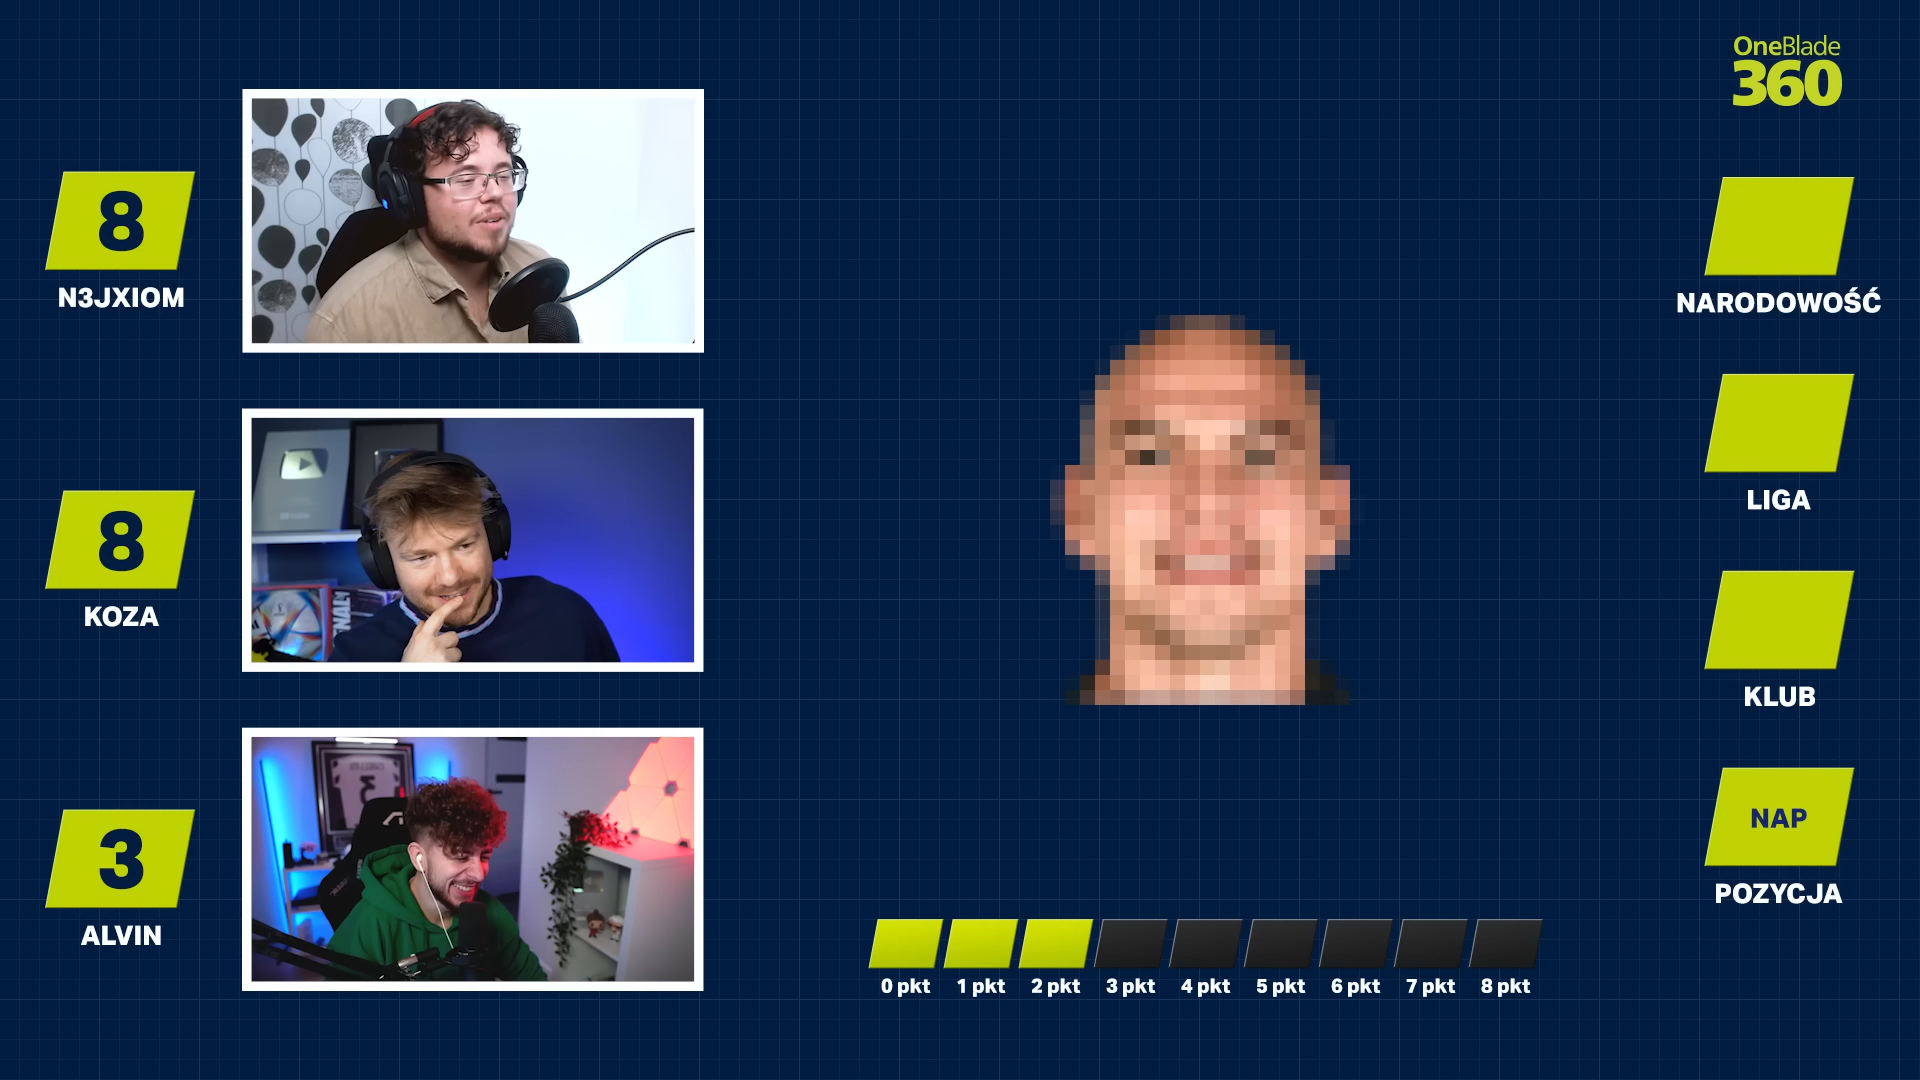 OneBlade
360
8
N3JXIOM
8
KOZA
3
ALVIN
NARODOWOŚĆ
LIGA
KLUB
NAP
POZYCJA
0 pkt
1 pkt
2 pkt
3 pkt
4 pkt
5 pkt
6 pkt
7 pkt
8 pkt